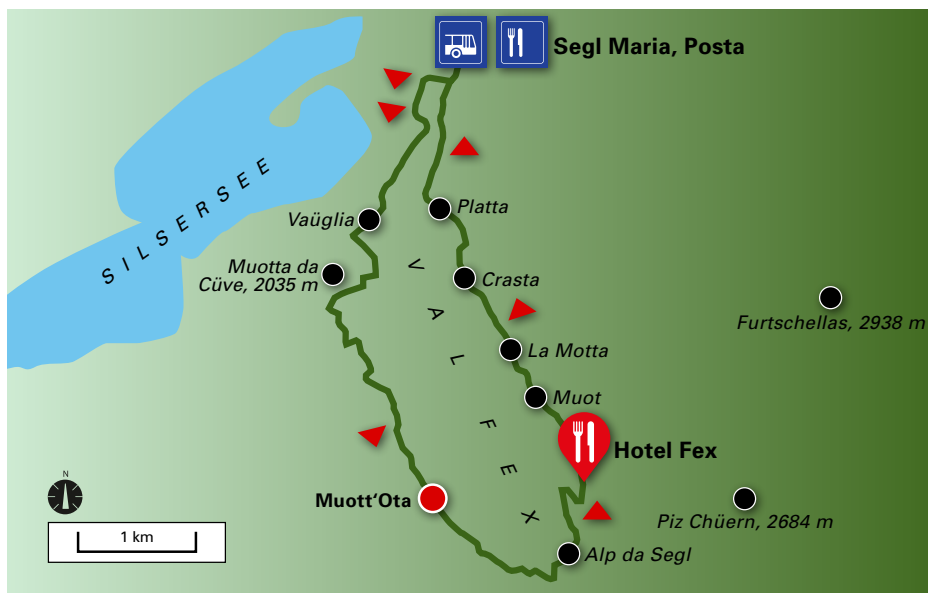 Segl Maria, Posta
SILSERSEE
Vaüglia
Platta
Muotta da
Cüve, 2035 m
Crasta
VAL FEX
Furtschellas, 2938 m
La Motta
Muot
Hotel Fex
N
Muott‘Ota
Piz Chüern, 2684 m
1 km
Alp da Segl